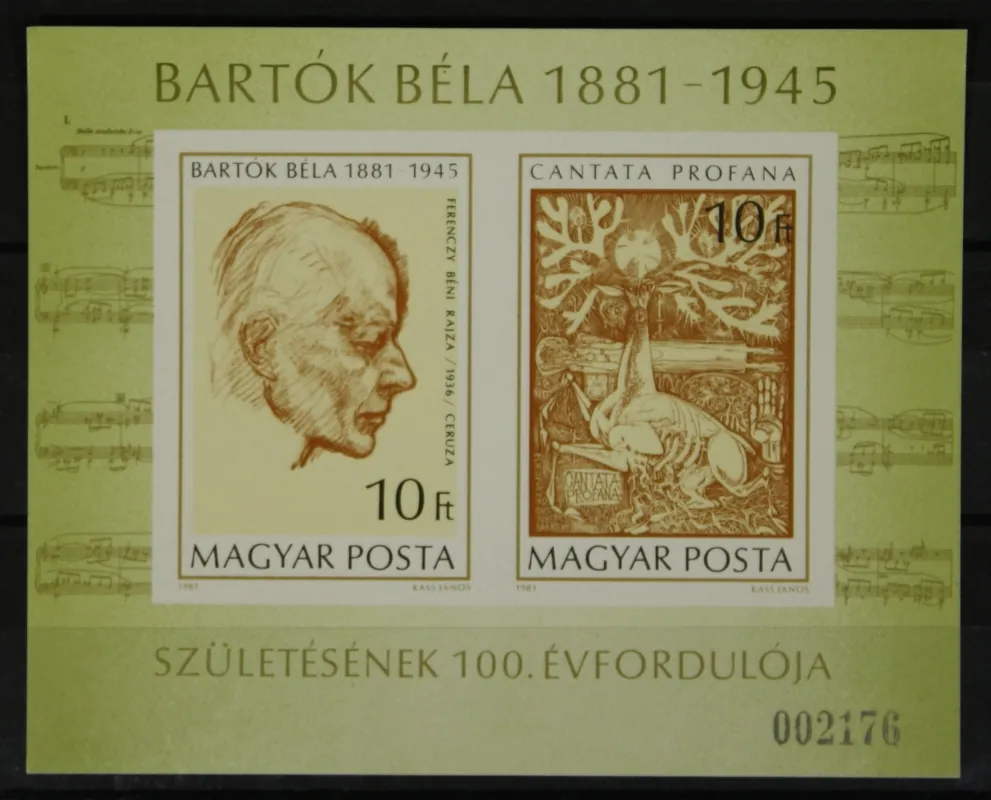 BARTÓK BÉLA 1881-1945
I.
BARTÓK BÉLA 1881-1945
FERENCZY BÉNI RAJZA /1936/ CERUZA
10 Ft
MAGYAR POSTA
1981
KASS JÁNOS
CANTATA PROFANA
10 Ft
CANTATA
PROFANA
MAGYAR POSTA
1981
KASS JÁNOS
SZÜLETÉSÉNEK 100. ÉVFORDULÓJA
002176